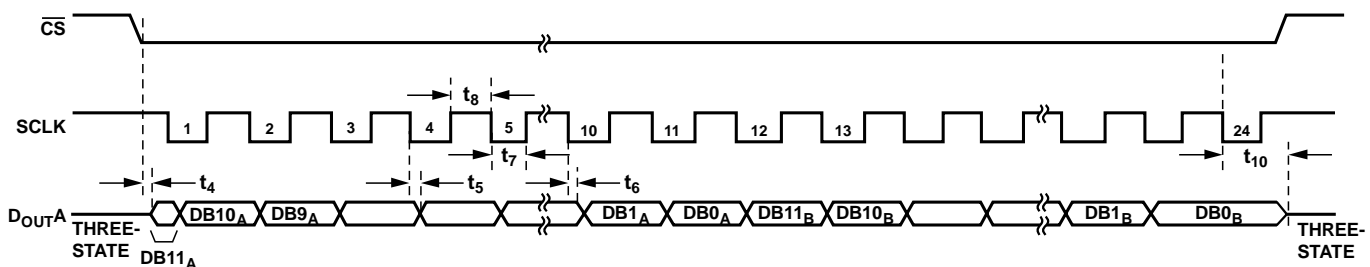 CS
t8
SCLK
1 2 3 4 5 10 11 12 13 24
t7
t10
t4
t5
t6
DOUTA
DB10A DB9A DB1A DB0A DB11B DB10B DB1B DB0B
THREE-
STATE
THREE-
STATE
DB11A